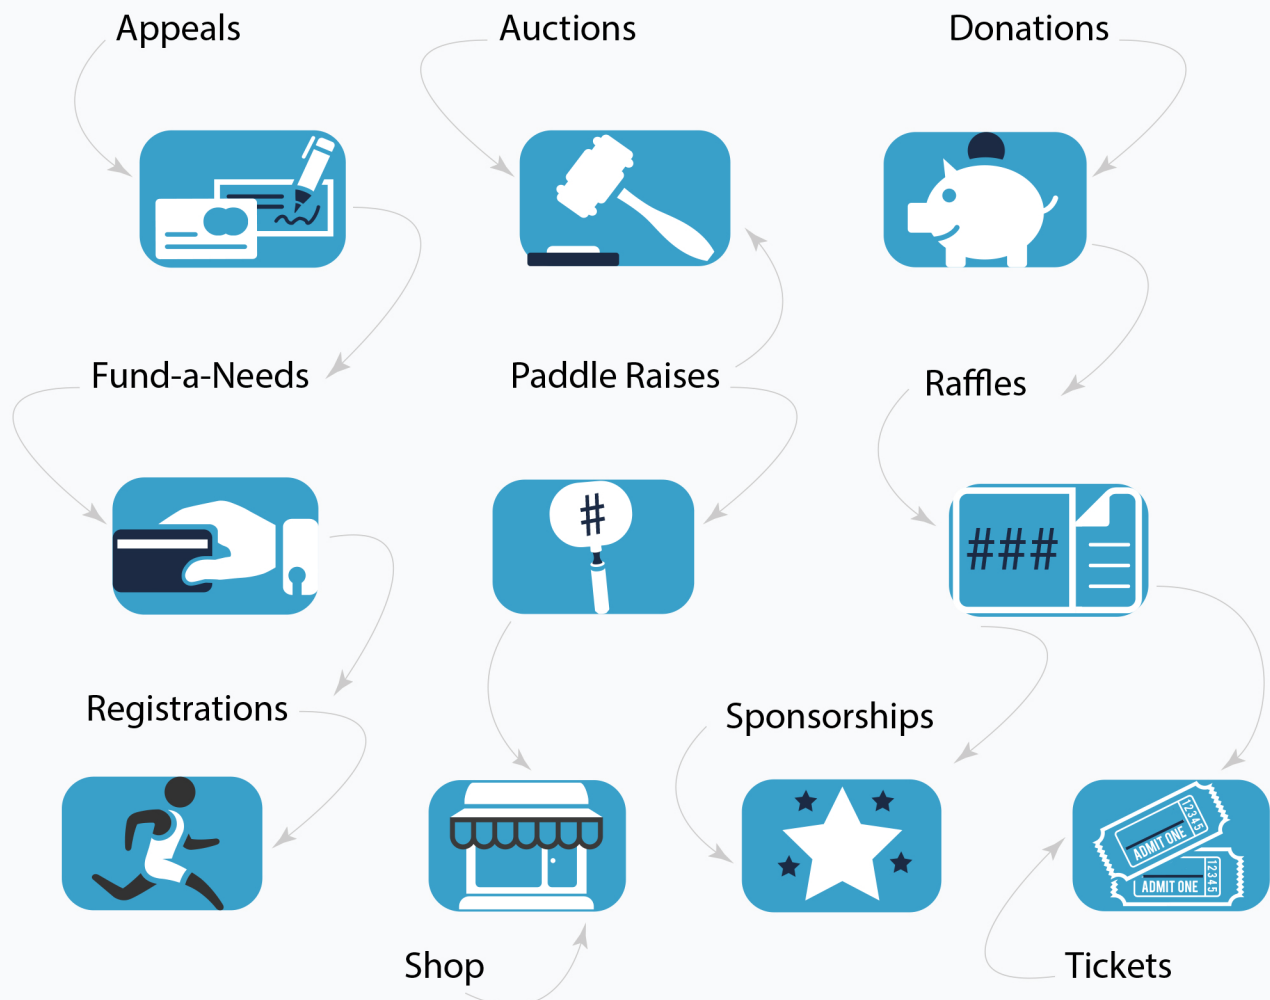 Appeals
Auctions
Donations
Fund-a-Needs
Paddle Raises
Raffles
#
###
Registrations
Sponsorships
12345
ADMIT ONE
12345
ADMIT ONE
Shop
Tickets